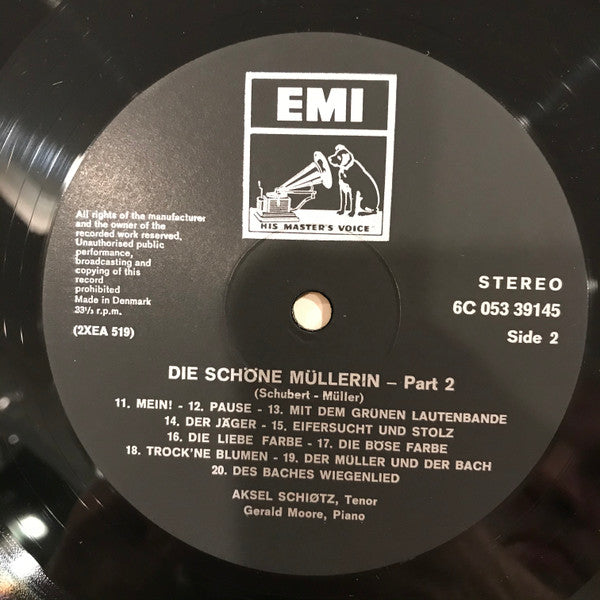 EMI
HIS MASTER'S VOICE
All rights of the manufacturer
and the owner of the
recorded work reserved.
Unauthorised public
performance,
broadcasting and
copying of this
record
prohibited
Made in Denmark
33⅓ r.p.m.
(2XEA 519)
STEREO
6C 053 39145
Side 2
DIE SCHÖNE MÜLLERIN – Part 2
(Schubert - Müller)
11. MEIN! - 12. PAUSE - 13. MIT DEM GRÜNEN LAUTENBANDE
14. DER JÄGER - 15. EIFERSUCHT UND STOLZ
16. DIE LIEBE FARBE - 17. DIE BÖSE FARBE
18. TROCK'NE BLUMEN - 19. DER MÜLLER UND DER BACH
20. DES BACHES WIEGENLIED
AKSEL SCHIØTZ, Tenor
Gerald Moore, Piano